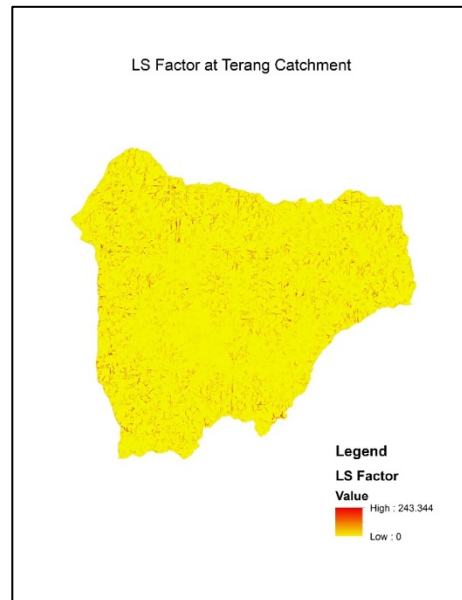 LS Factor at Terang Catchment
Legend
LS Factor
Value
High : 243.344
Low : 0